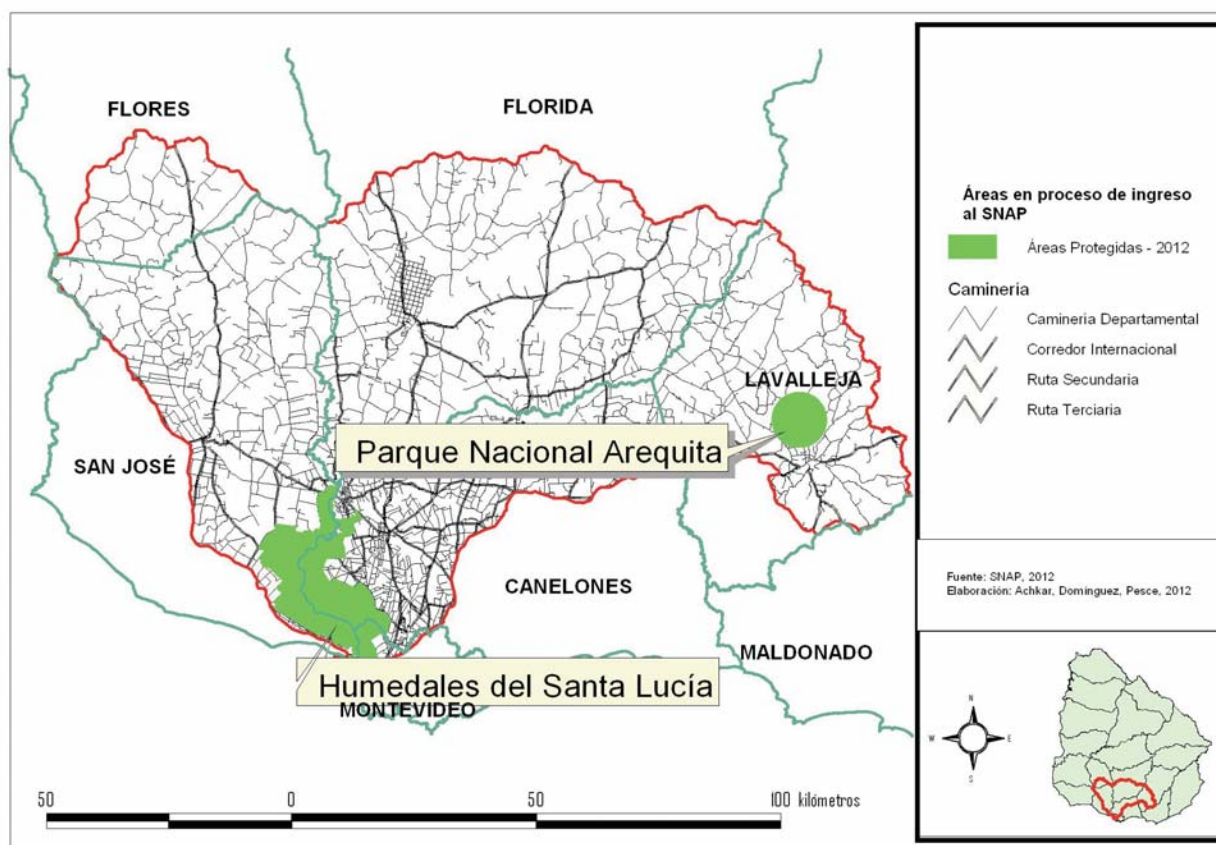 FLORES
FLORIDA
LAVALLEJA
Parque Nacional Arequita
SAN JOSÉ
CANELONES
MALDONADO
Humedales del Santa Lucía
MONTEVIDEO
50 0 50 100 kilómetros
Áreas en proceso de ingreso
al SNAP
Áreas Protegidas - 2012
Caminería
Camineria Departamental
Corredor Internacional
Ruta Secundaria
Ruta Terciaria
Fuente: SNAP, 2012
Elaboración: Achkar, Dominguez, Pesce, 2012
N
W E
S